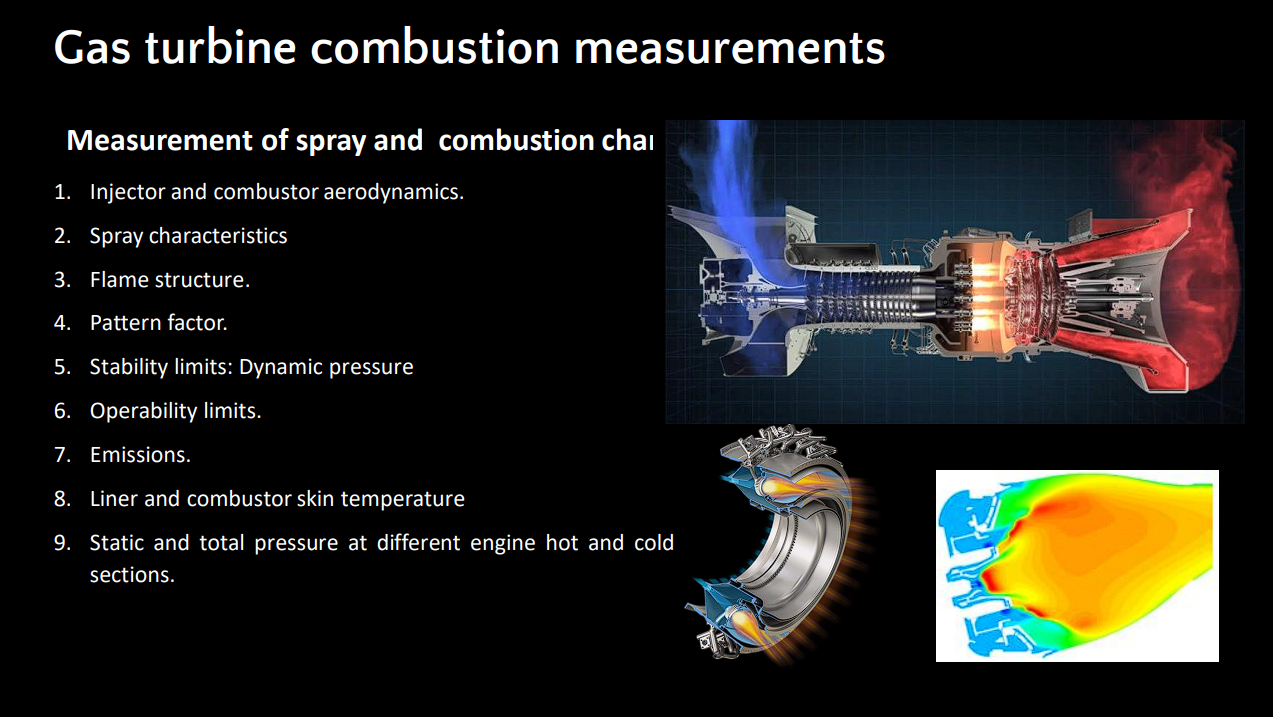 Gas turbine combustion measurements
Measurement of spray and combustion
1. Injector and combustor aerodynamics.
2. Spray characteristics
3. Flame structure.
4. Pattern factor.
5. Stability limits: Dynamic pressure
6. Operability limits.
7. Emissions.
8. Liner and combustor skin temperature
9. Static and total pressure at different engine hot and cold
sections.